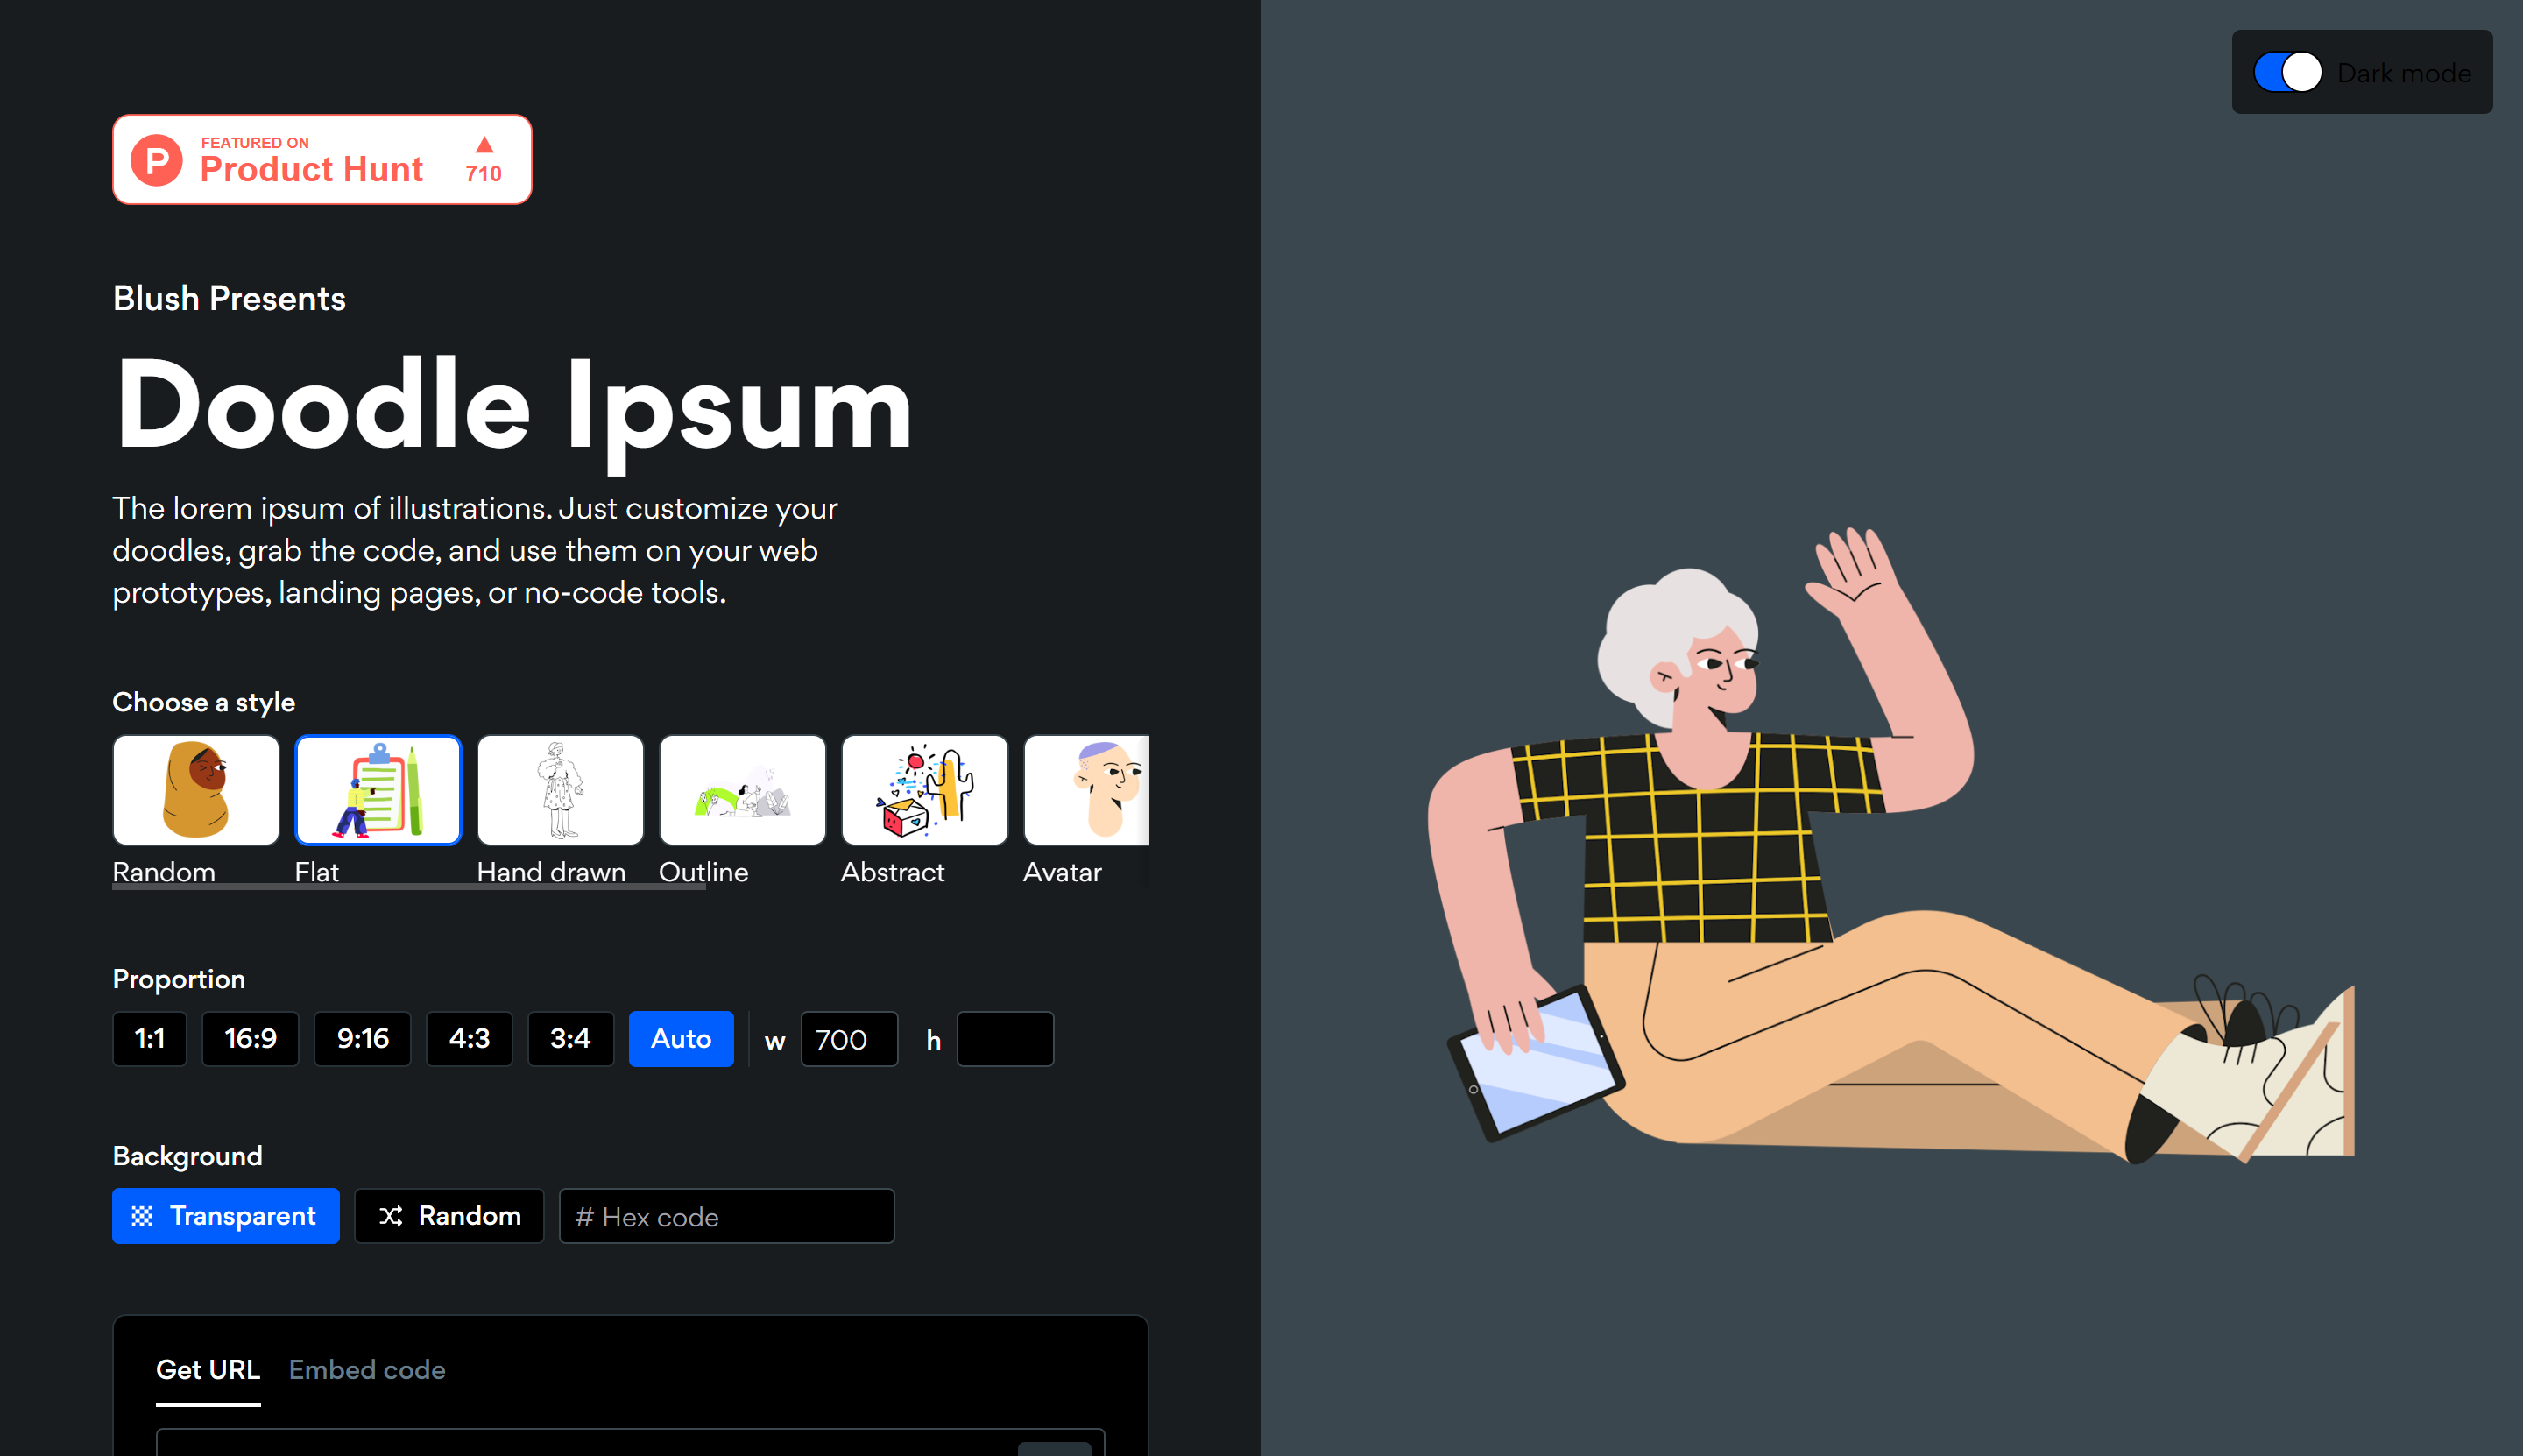 Dark mode
P
FEATURED ON
Product Hunt
710
Blush Presents
Doodle Ipsum
The lorem ipsum of illustrations. Just customize your
doodles, grab the code, and use them on your web
prototypes, landing pages, or no-code tools.
Choose a style
Random Flat Hand drawn Outline Abstract Avatar
Proportion
1:1 16:9 9:16 4:3 3:4 Auto w 700 h
Background
Transparent Random # Hex code
Get URL Embed code